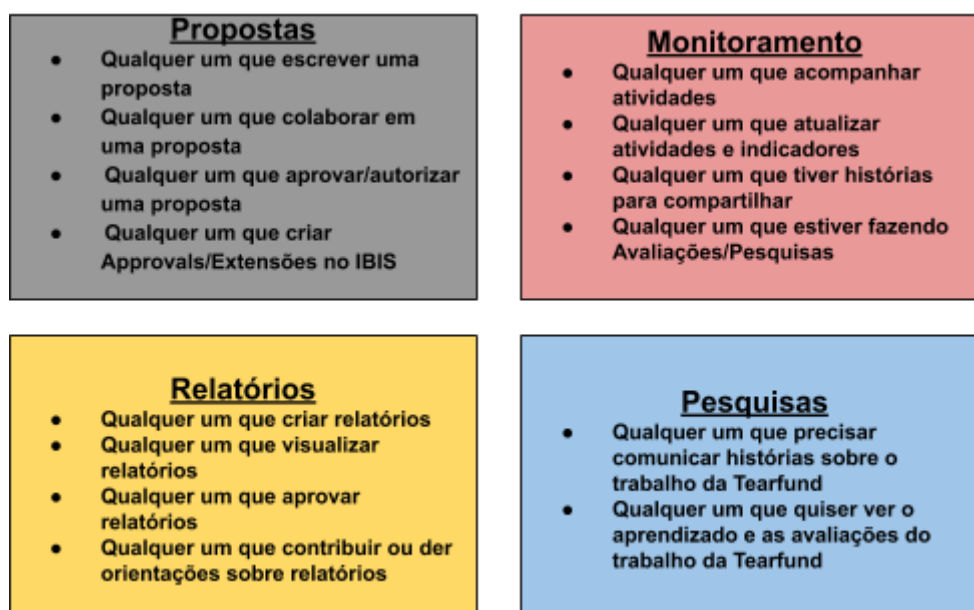 Propostas
● Qualquer um que escrever uma
proposta
● Qualquer um que colaborar em
uma proposta
● Qualquer um que aprovar/autorizar
uma proposta
● Qualquer um que criar
Approvals/Extensões no IBIS
Monitoramento
● Qualquer um que acompanhar
atividades
● Qualquer um que atualizar
atividades e indicadores
● Qualquer um que tiver histórias
para compartilhar
● Qualquer um que estiver fazendo
Avaliações/Pesquisas
Relatórios
● Qualquer um que criar relatórios
● Qualquer um que visualizar
relatórios
● Qualquer um que aprovar
relatórios
● Qualquer um que contribuir ou der
orientações sobre relatórios
Pesquisas
● Qualquer um que precisar
comunicar histórias sobre o
trabalho da Tearfund
● Qualquer um que quiser ver o
aprendizado e as avaliações do
trabalho da Tearfund